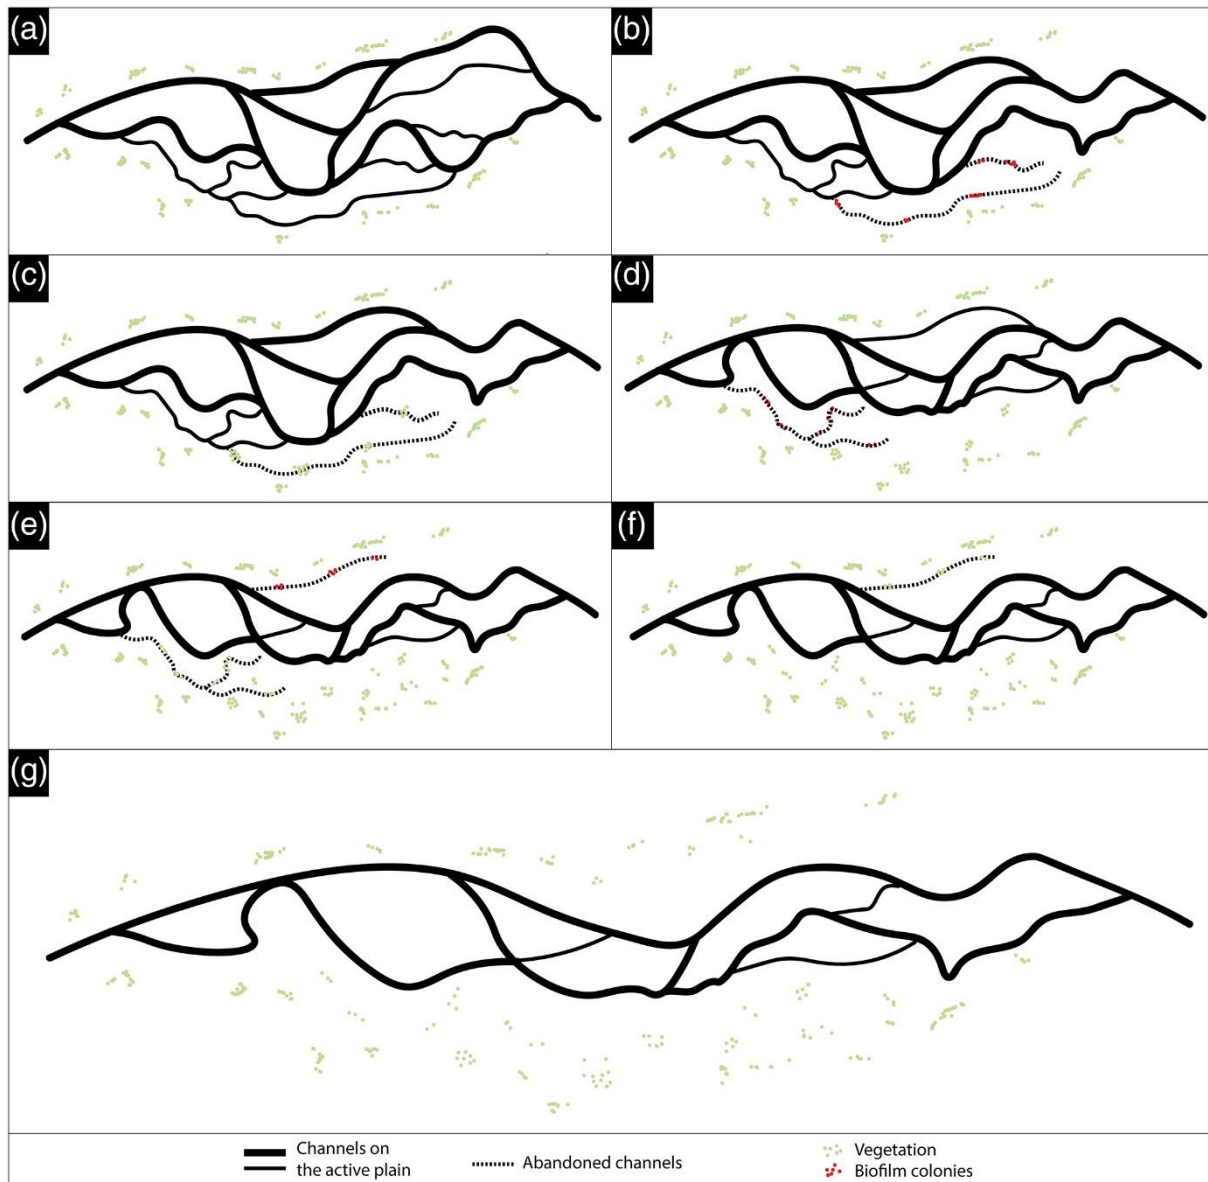 (a)
(b)
(c)
(d)
(e)
(f)
(g)
Channels on
the active plain
Abandoned channels
Vegetation
Biofilm colonies